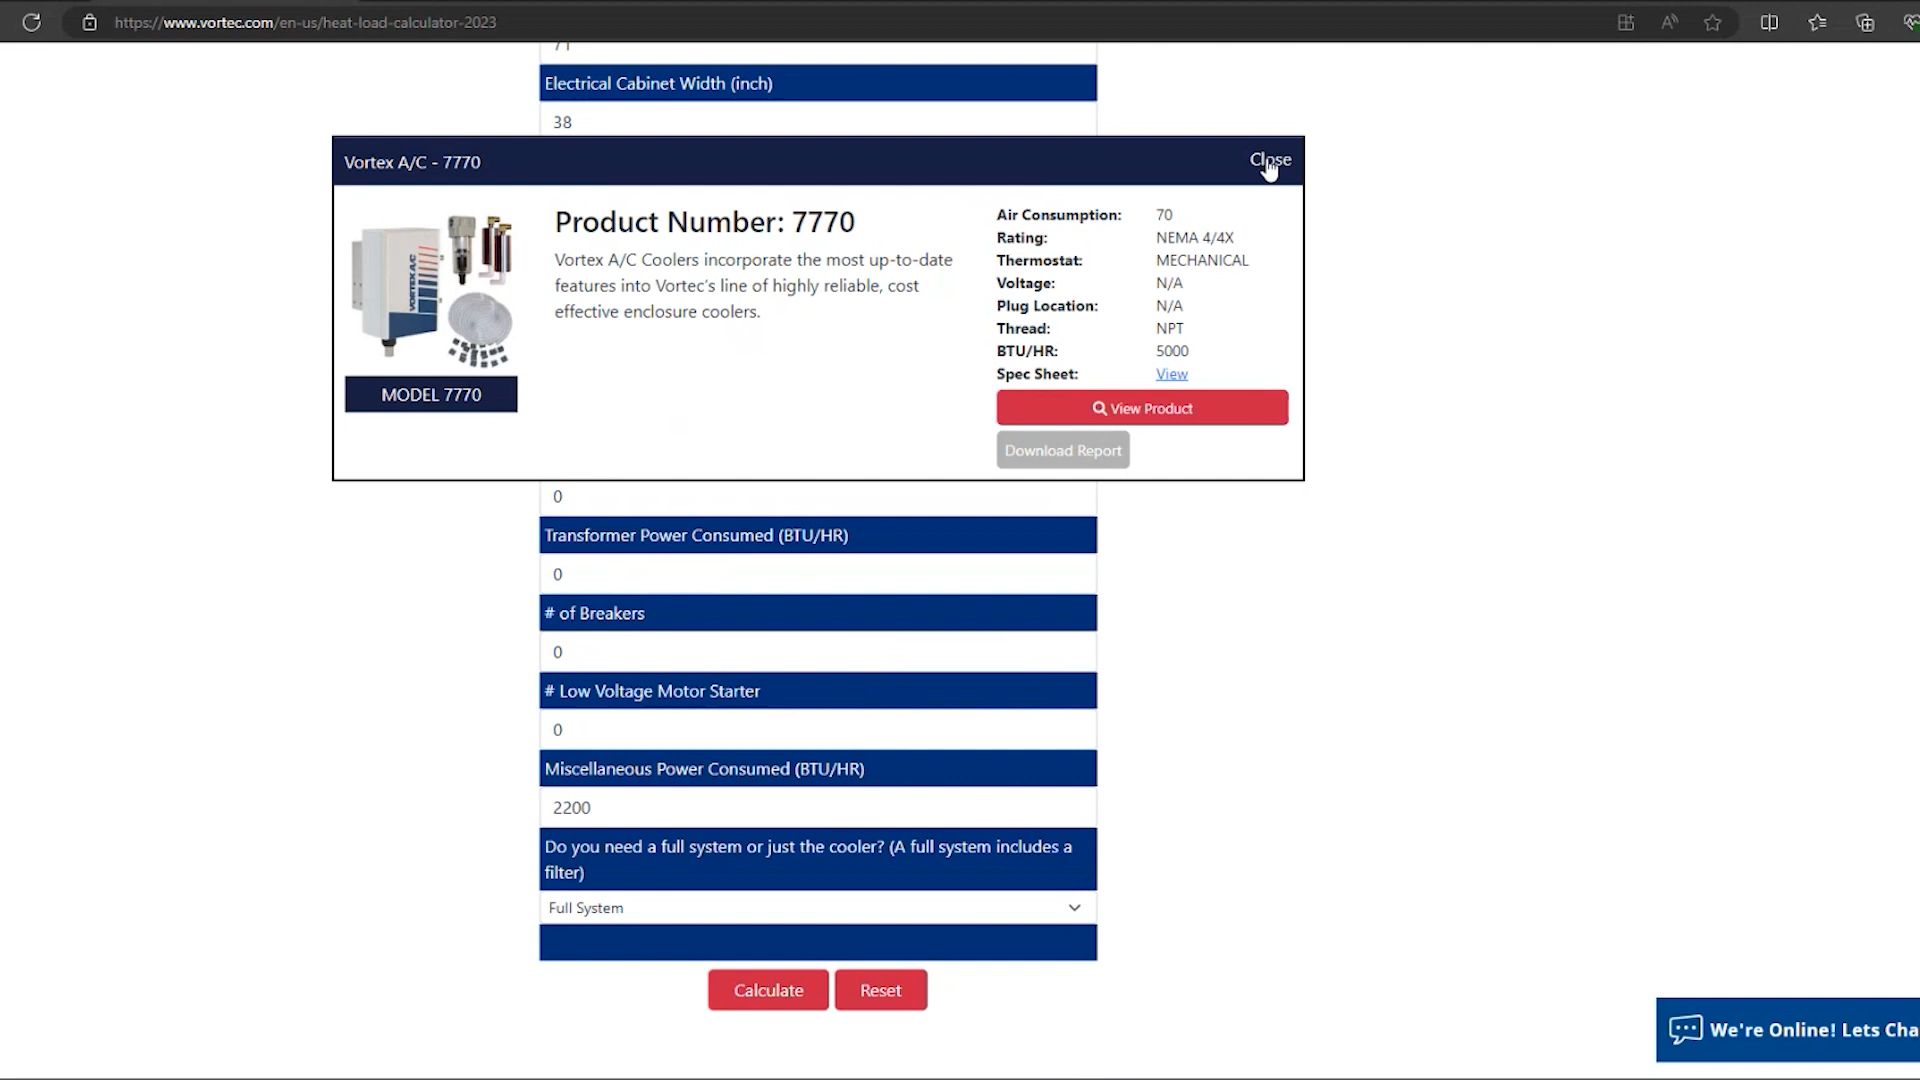 https://www.vortec.com/en-us/heat-load-calculator-2023
Electrical Cabinet Width (inch)
38
Vortex A/C - 7770
Close
VORTEX A/C
MODEL 7770
Product Number: 7770
Vortex A/C Coolers incorporate the most up-to-date
features into Vortec’s line of highly reliable, cost
effective enclosure coolers.
Air Consumption: 70
Rating: NEMA 4/4X
Thermostat: MECHANICAL
Voltage: N/A
Plug Location: N/A
Thread: NPT
BTU/HR: 5000
Spec Sheet: View
View Product
Download Report
0
Transformer Power Consumed (BTU/HR)
0
# of Breakers
0
# Low Voltage Motor Starter
0
Miscellaneous Power Consumed (BTU/HR)
2200
Do you need a full system or just the cooler? (A full system includes a
filter)
Full System
Calculate
Reset
We're Online! Lets Cha